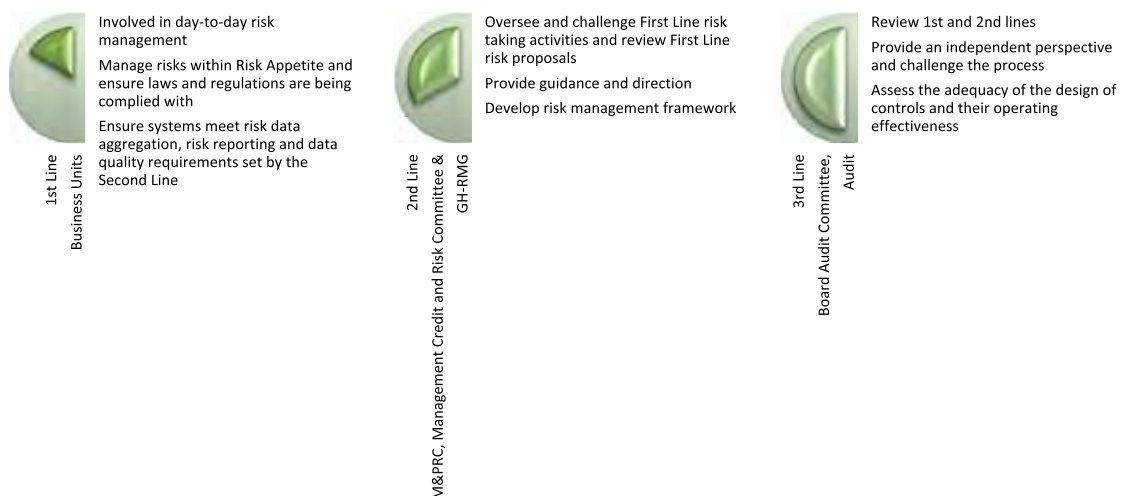 Involved in day-to-day risk
management
Manage risks within Risk Appetite and
ensure laws and regulations are being
complied with
Ensure systems meet risk data
aggregation, risk reporting and data
quality requirements set by the
Second Line
1st Line
Business Units
Oversee and challenge First Line risk
taking activities and review First Line
risk proposals
Provide guidance and direction
Develop risk management framework
2nd Line
M&PRC, Management Credit and Risk Committee &
GH-RMG
Review 1st and 2nd lines
Provide an independent perspective
and challenge the process
Assess the adequacy of the design of
controls and their operating
effectiveness
3rd Line
Board Audit Committee,
Audit